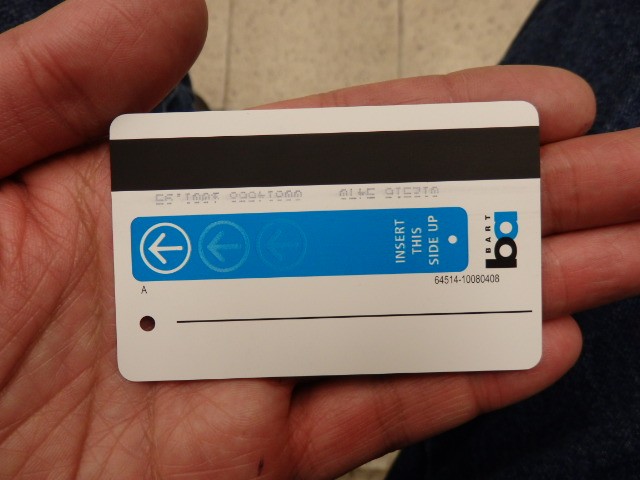 INSERT
THIS
SIDE UP
BART
ba
64514-10080408
A